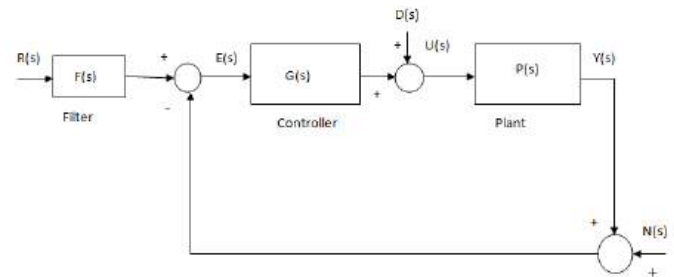 D(s)
R(s)
+
E(s)
+
U(s)
Y(s)
F(s)
G(s)
P(s)
-
+
Filter
Controller
Plant
+
N(s)
+